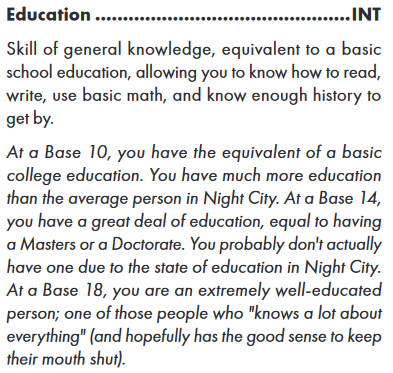 Education ................................................INT
Skill of general knowledge, equivalent to a basic
school education, allowing you to know how to read,
write, use basic math, and know enough history to
get by.
At a Base 10, you have the equivalent of a basic
college education. You have much more education
than the average person in Night City. At a Base 14,
you have a great deal of education, equal to having
a Masters or a Doctorate. You probably don't actually
have one due to the state of education in Night City.
At a Base 18, you are an extremely well-educated
person; one of those people who "knows a lot about
everything" (and hopefully has the good sense to keep
their mouth shut).